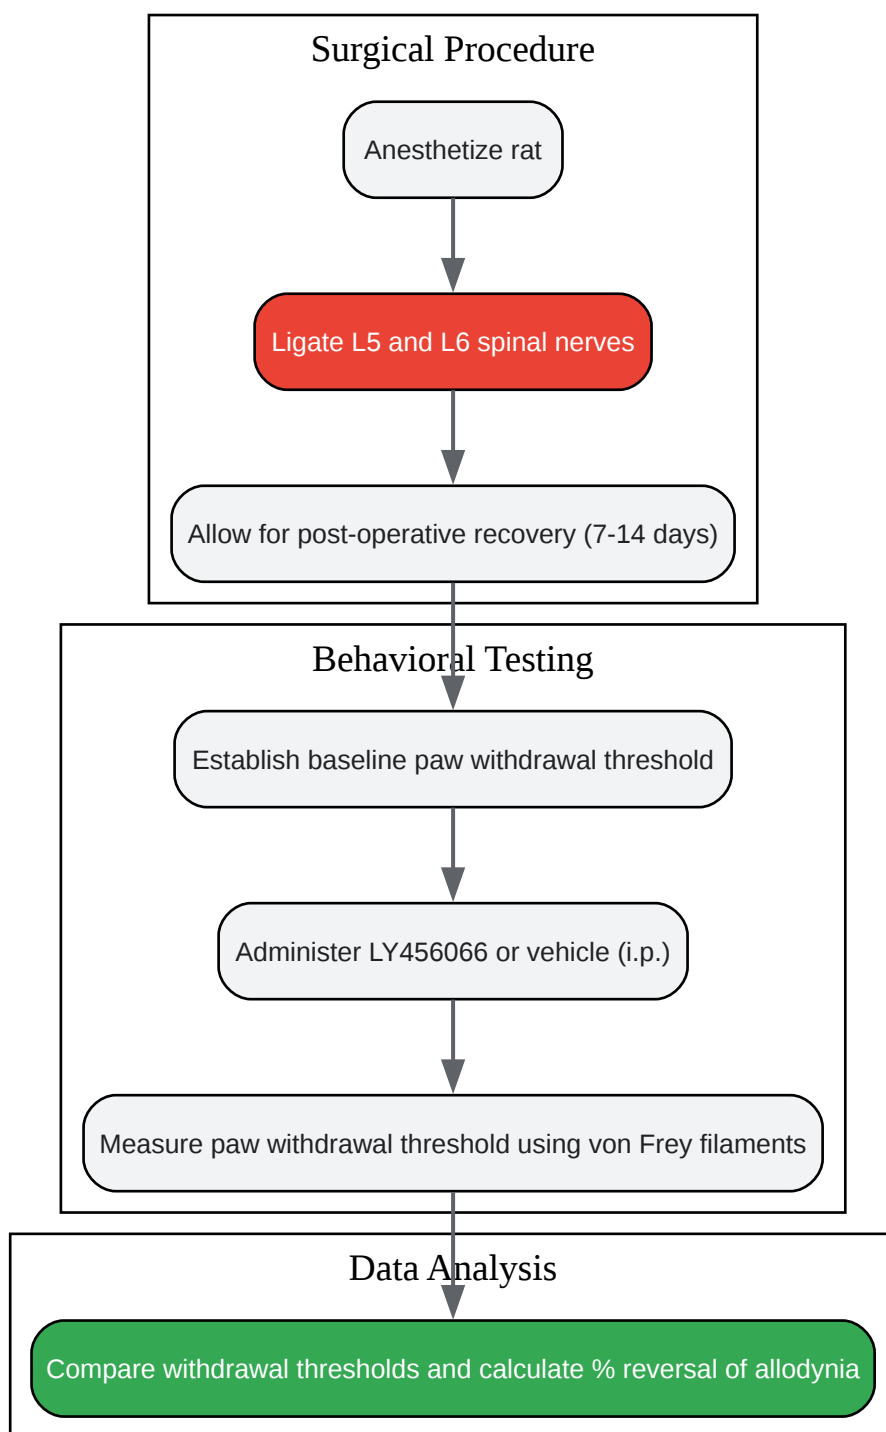 Surgical Procedure
Anesthetize rat
Ligate L5 and L6 spinal nerves
Allow for post-operative recovery (7-14 days)
Behavioral Testing
Establish baseline paw withdrawal threshold
Administer LY456066 or vehicle (i.p.)
Measure paw withdrawal threshold using von Frey filaments
Data Analysis
Compare withdrawal thresholds and calculate % reversal of allodynia